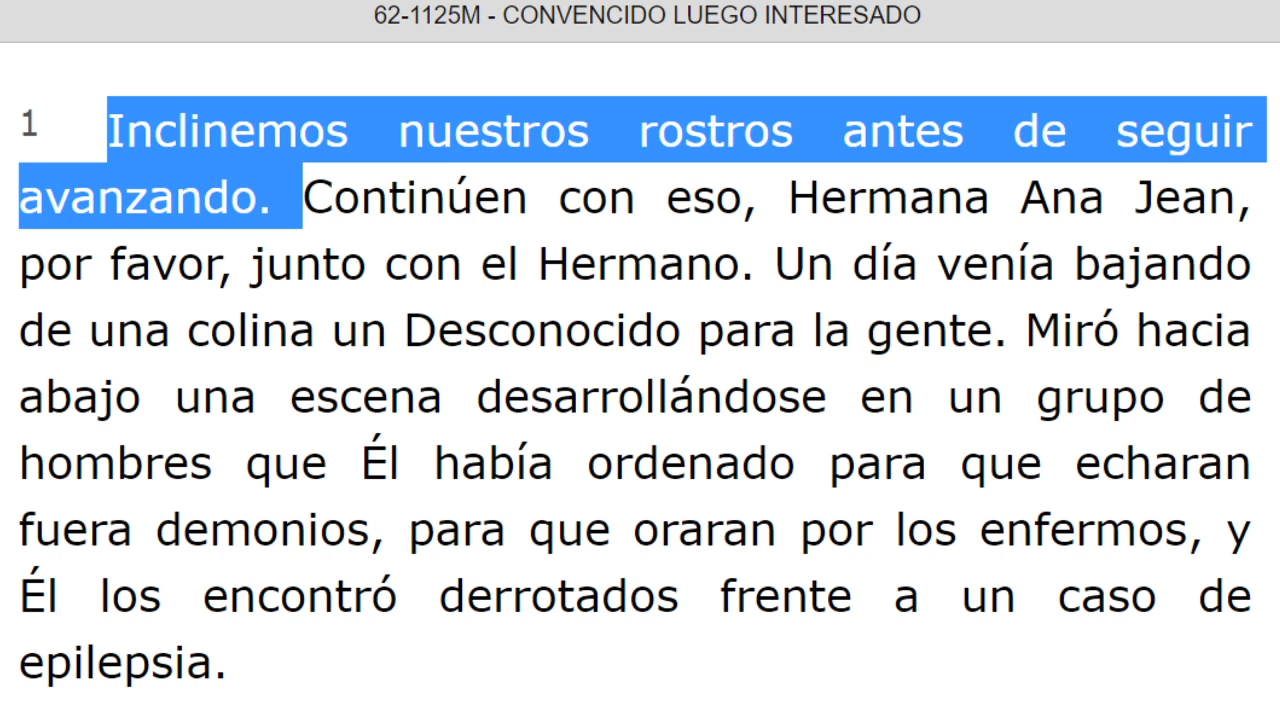 62-1125M - CONVENCIDO LUEGO INTERESADO
1 Inclinemos nuestros rostros antes de seguir
avanzando. Continúen con eso, Hermana Ana Jean,
por favor, junto con el Hermano. Un día venía bajando
de una colina un Desconocido para la gente. Miró hacia
abajo una escena desarrollándose en un grupo de
hombres que Él había ordenado para que echaran
fuera demonios, para que oraran por los enfermos, y
Él los encontró derrotados frente a un caso de
epilepsia.